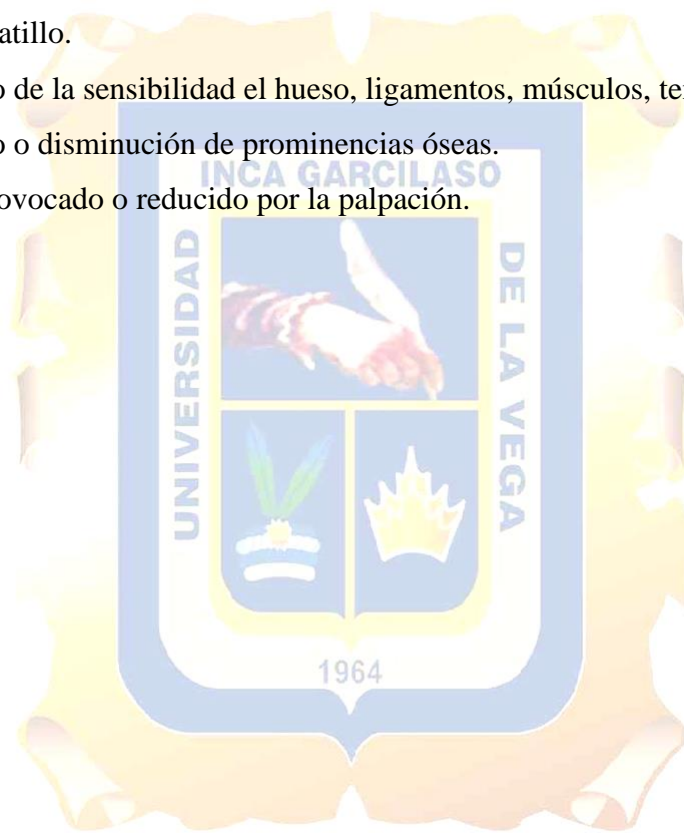 atillo.
o de la sensibilidad el hueso, ligamentos, músculos, te
o o disminución de prominencias óseas.
ovocado o reducido por la palpación.
INCA GARCILASO
UNIVERSIDAD
DE LA VEGA
1964